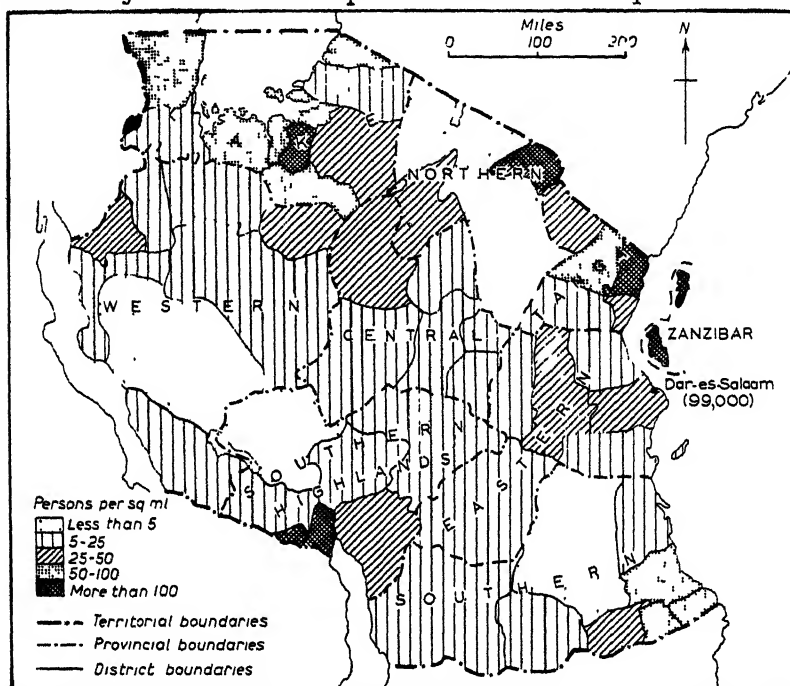 Miles
0 100 200
N
NORTHERN
WESTERN
CENTRAL
ZANZIBAR
Dar-es-Salaam
(99,000)
TANGA
SOUTHERN
HIGHLANDS
EASTERN
SOUTHERN
Persons per sq ml
Less than 5
5-25
25-50
50-100
More than 100
Territorial boundaries
Provincial boundaries
District boundaries